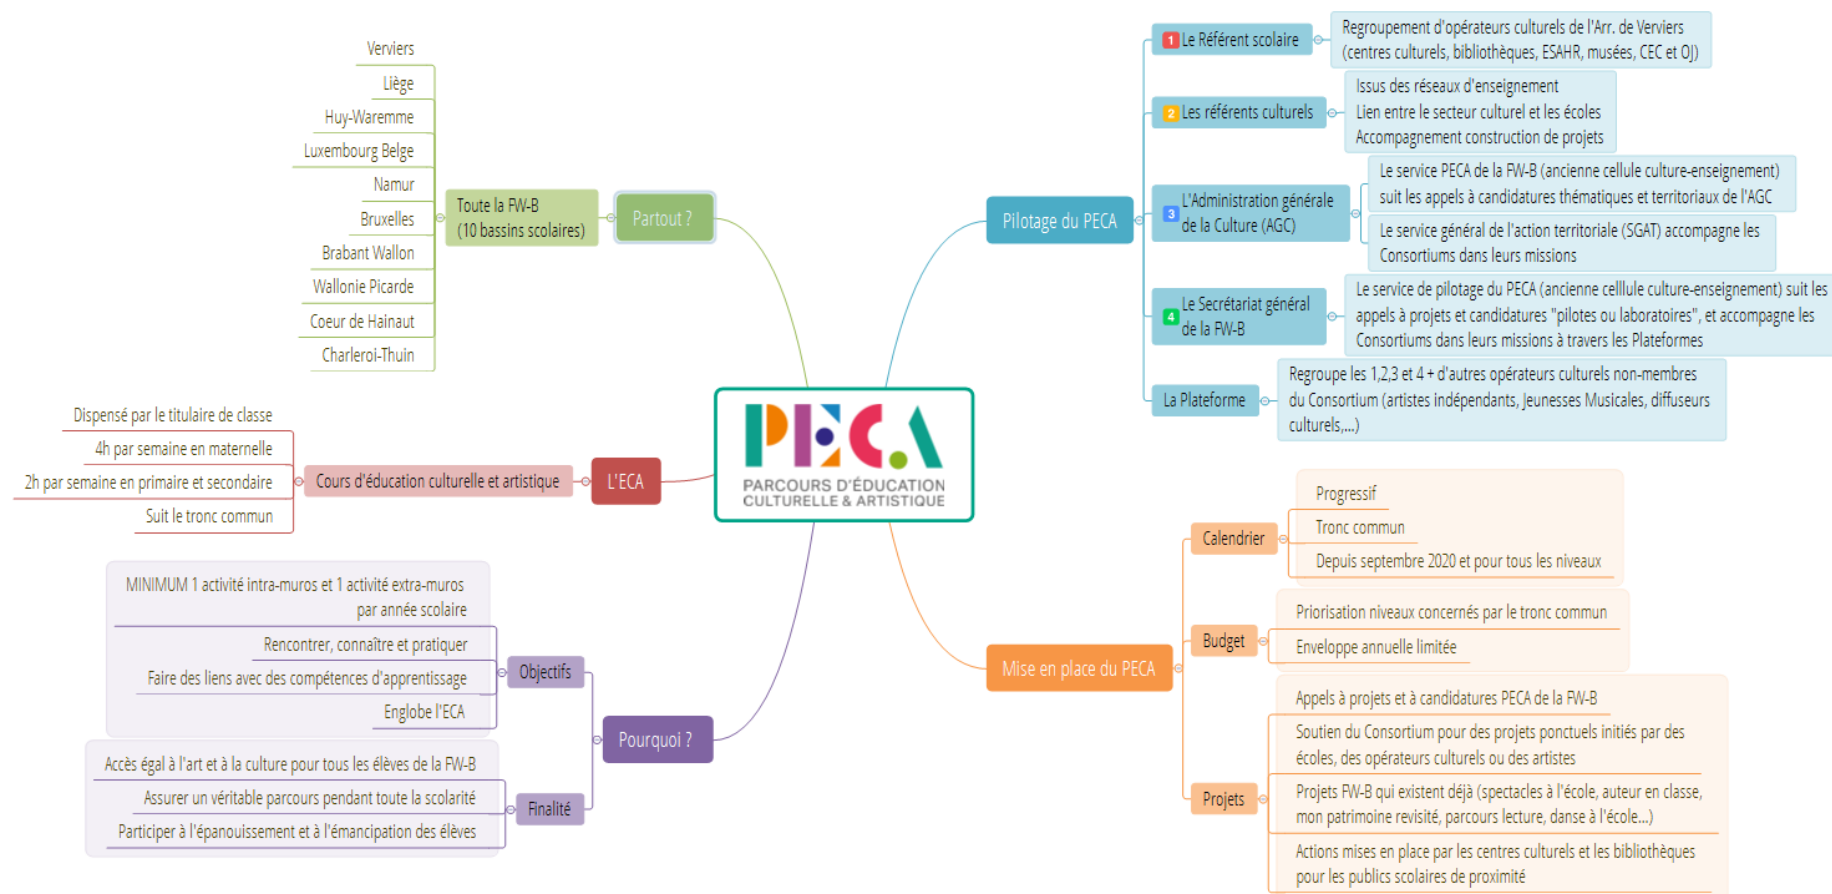 PECA
PARCOURS D'ÉDUCATION
CULTURELLE & ARTISTIQUE
Partout ?
Toute la FW-B
(10 bassins scolaires)
Verviers
Liège
Huy-Waremme
Luxembourg Belge
Namur
Bruxelles
Brabant Wallon
Wallonie Picarde
Coeur de Hainaut
Charleroi-Thuin
L'ECA
Cours d'éducation culturelle et artistique
Dispensé par le titulaire de classe
4h par semaine en maternelle
2h par semaine en primaire et secondaire
Suit le tronc commun
Pourquoi ?
Objectifs
MINIMUM 1 activité intra-muros et 1 activité extra-muros
par année scolaire
Rencontrer, connaître et pratiquer
Faire des liens avec des compétences d'apprentissage
Englobe l'ECA
Finalité
Accès égal à l'art et à la culture pour tous les élèves de la FW-B
Assurer un véritable parcours pendant toute la scolarité
Participer à l'épanouissement et à l'émancipation des élèves
Pilotage du PECA
1 Le Référent scolaire
Regroupement d'opérateurs culturels de l'Arr. de Verviers
(centres culturels, bibliothèques, ESAHR, musées, CEC et OJ)
2 Les référents culturels
Issus des réseaux d'enseignement
Lien entre le secteur culturel et les écoles
Accompagnement construction de projets
3 L'Administration générale
de la Culture (AGC)
Le service PECA de la FW-B (ancienne cellule culture-enseignement)
suit les appels à candidatures thématiques et territoriaux de l'AGC
Le service général de l'action territoriale (SGAT) accompagne les
Consortiums dans leurs missions
4 Le Secrétariat général
de la FW-B
Le service de pilotage du PECA (ancienne celllule culture-enseignement) suit les
appels à projets et candidatures "pilotes ou laboratoires", et accompagne les
Consortiums dans leurs missions à travers les Plateformes
La Plateforme
Regroupe les 1,2,3 et 4 + d'autres opérateurs culturels non-membres
du Consortium (artistes indépendants, Jeunesses Musicales, diffuseurs
culturels,...)
Mise en place du PECA
Calendrier
Progressif
Tronc commun
Depuis septembre 2020 et pour tous les niveaux
Budget
Priorisation niveaux concernés par le tronc commun
Enveloppe annuelle limitée
Projets
Appels à projets et à candidatures PECA de la FW-B
Soutien du Consortium pour des projets ponctuels initiés par des
écoles, des opérateurs culturels ou des artistes
Projets FW-B qui existent déjà (spectacles à l'école, auteur en classe,
mon patrimoine revisité, parcours lecture, danse à l'école...)
Actions mises en place par les centres culturels et les bibliothèques
pour les publics scolaires de proximité